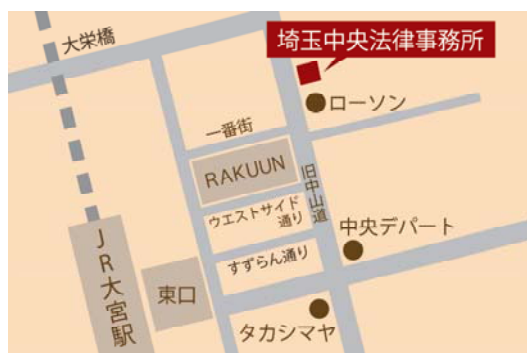 大栄橋
埼玉中央法律事務所
ローソン
一番街
RAKUUN
旧中山道
ウエストサイド
通り
中央デパート
すずらん通り
JR大宮駅
東口
タカシマヤ